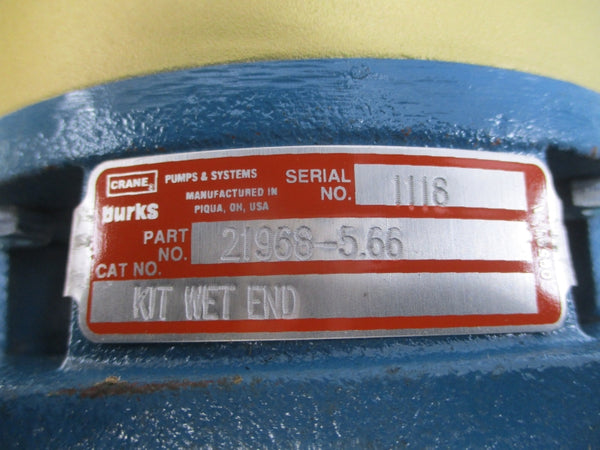 CRANE® PUMPS & SYSTEMS
burks MANUFACTURED IN
PIQUA, OH, USA
SERIAL NO. 1118
PART NO. 21968-5.66
CAT NO.
KIT WET END